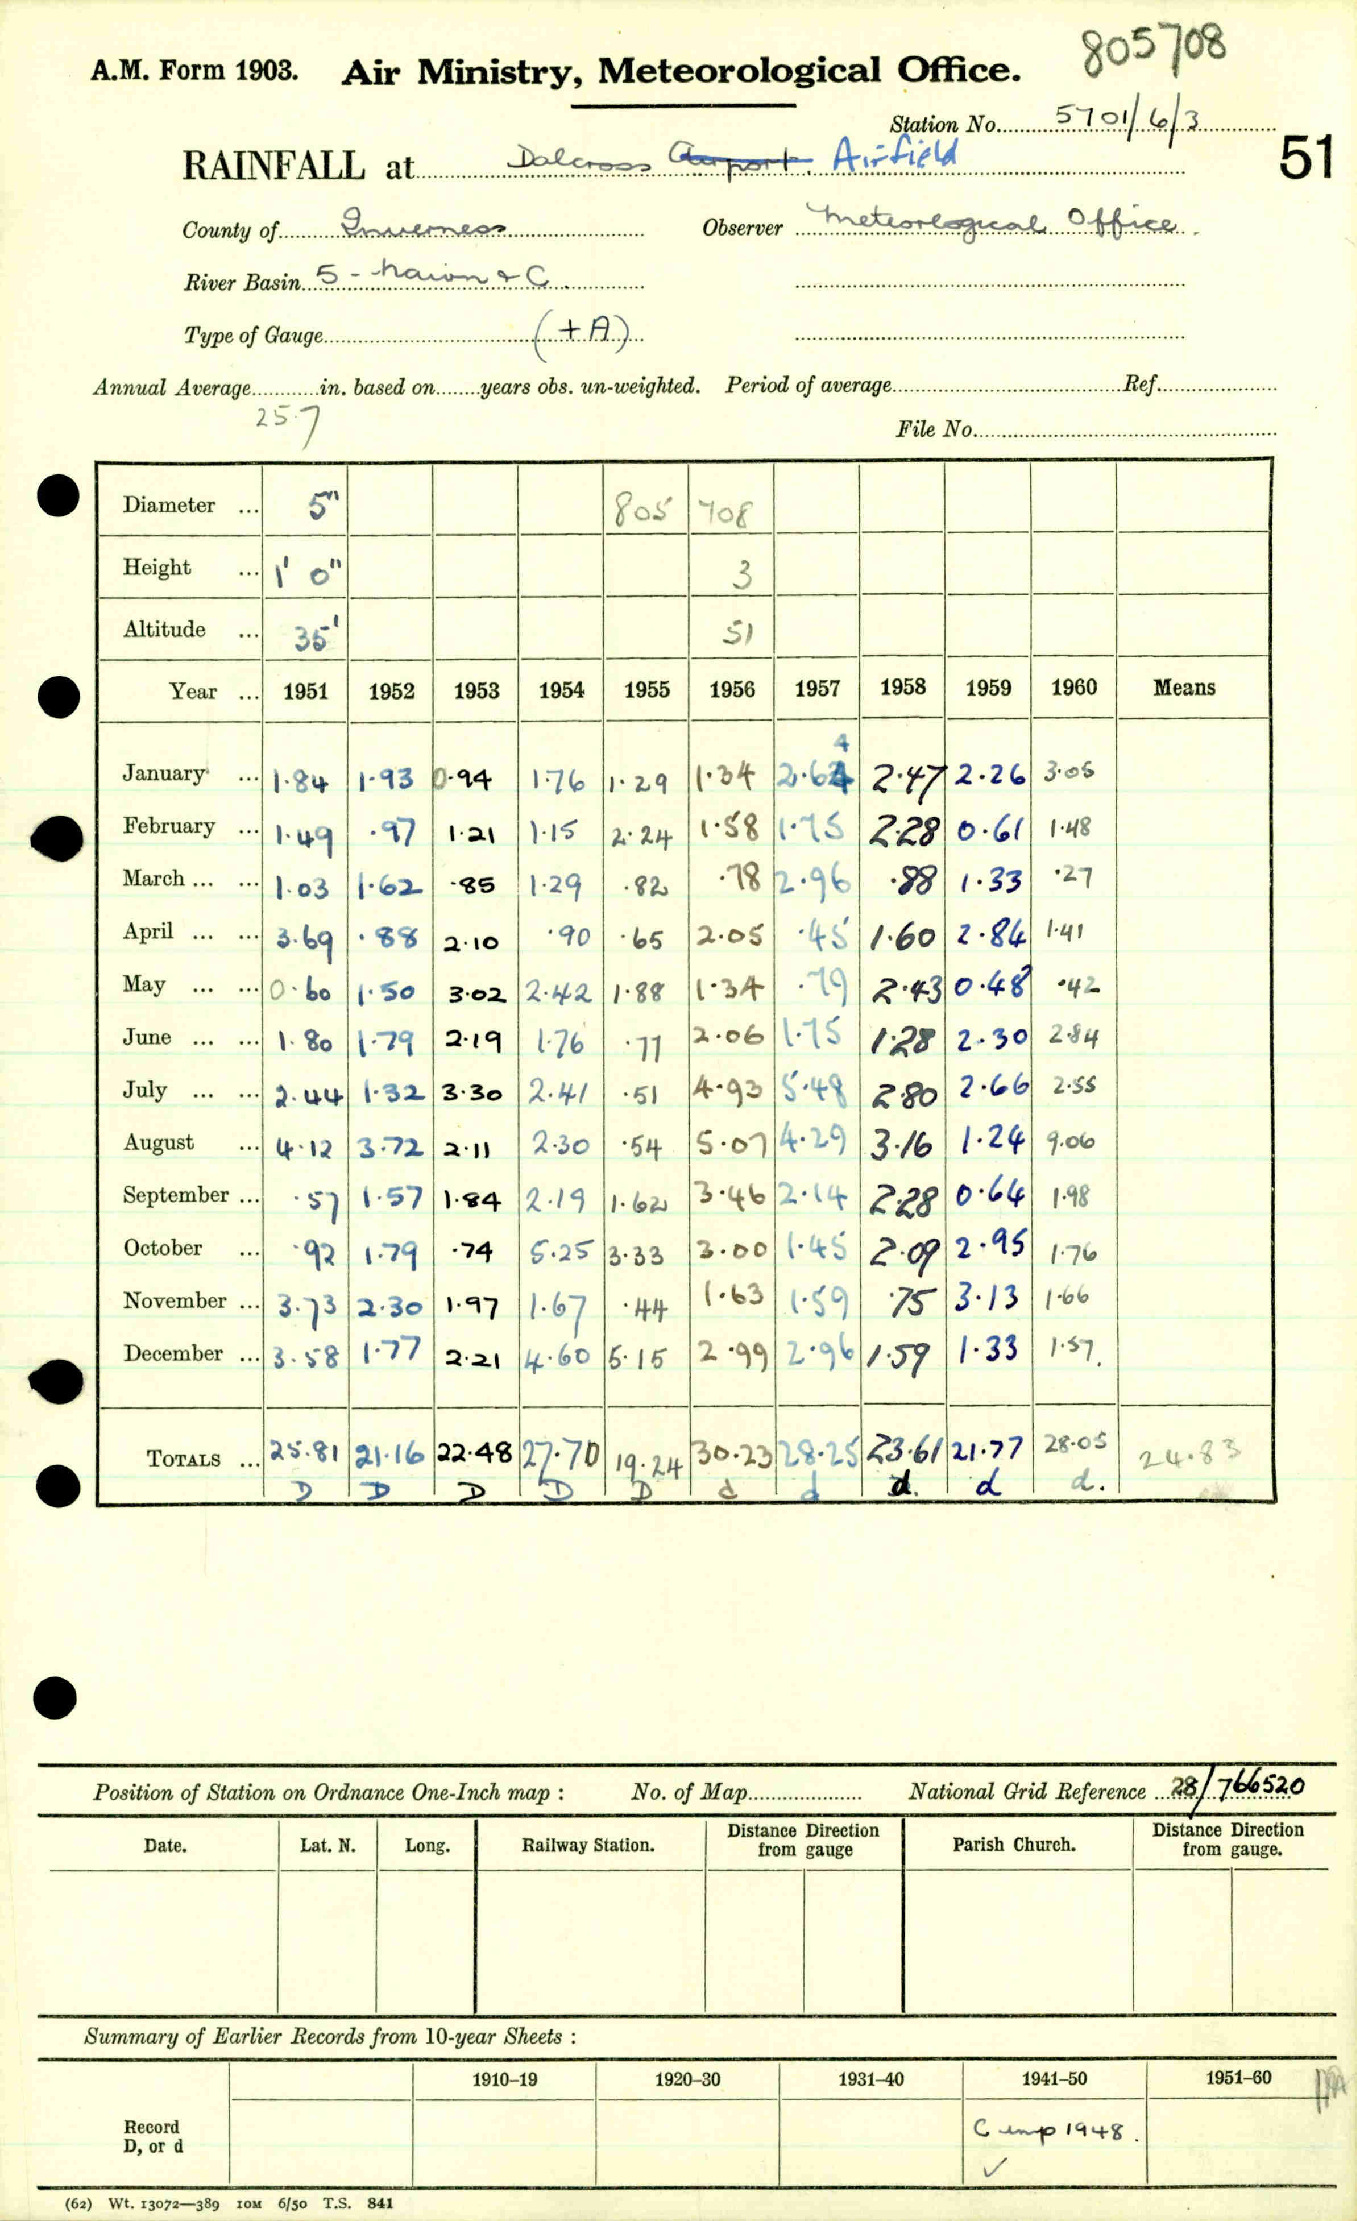 805708
A.M. Form 1903. Air Ministry, Meteorological Office.
Station No. 5701/6/3
51
RAINFALL at Dalcross Airport Airfield
County of Inverness Observer Meteorlogical Office
River Basin 5 - Nairn & C
Type of Gauge (+A)
Annual Average in. based on years obs. un-weighted. Period of average Ref.
25.7
File No.
Diameter ... 5" 805 708
Height ... 1' 0" 3
Altitude ... 35' 51
Year ... 1951 1952 1953 1954 1955 1956 1957 1958 1959 1960 Means
4
January ... 1.84 1.93 0.94 1.76 1.29 1.34 2.64 2.47 2.26 3.05
February ... 1.49 .97 1.21 1.15 2.24 1.58 1.75 2.28 0.61 1.48
March ... ... 1.03 1.62 .85 1.29 .82 .78 2.96 .88 1.33 .27
April ... ... 3.69 .88 2.10 .90 .65 2.05 .45 1.60 2.84 1.41
May ... ... 0.60 1.50 3.02 2.42 1.88 1.34 .79 2.43 0.48 .42
June ... ... 1.80 1.79 2.19 1.76 .77 2.06 1.75 1.28 2.30 2.84
July ... ... 2.44 1.32 3.30 2.41 .51 4.93 5.48 2.80 2.66 2.55
August ... 4.12 3.72 2.11 2.30 .54 5.07 4.29 3.16 1.24 9.06
September ... .57 1.57 1.84 2.19 1.62 3.46 2.14 2.28 0.64 1.98
October ... .92 1.79 .74 5.25 3.33 3.00 1.45 2.09 2.95 1.76
November ... 3.73 2.30 1.97 1.67 .44 1.63 1.59 .75 3.13 1.66
December ... 3.58 1.77 2.21 4.60 5.15 2.99 2.96 1.59 1.33 1.57.
TOTALS ... 25.81 21.16 22.48 27.70 19.24 30.23 28.25 23.61 21.77 28.05 24.83
D D D D D d d d. d d.
Position of Station on Ordnance One-Inch map : No. of Map National Grid Reference 28/766520
Date. Lat. N. Long. Railway Station. Distance Direction from gauge Parish Church. Distance Direction from gauge.
Summary of Earlier Records from 10-year Sheets :
1910–19 1920–30 1931–40 1941–50 1951–60
Record D, or d C 1948. ✓
(62) Wt. 13072—389 10M 6/50 T.S. 841